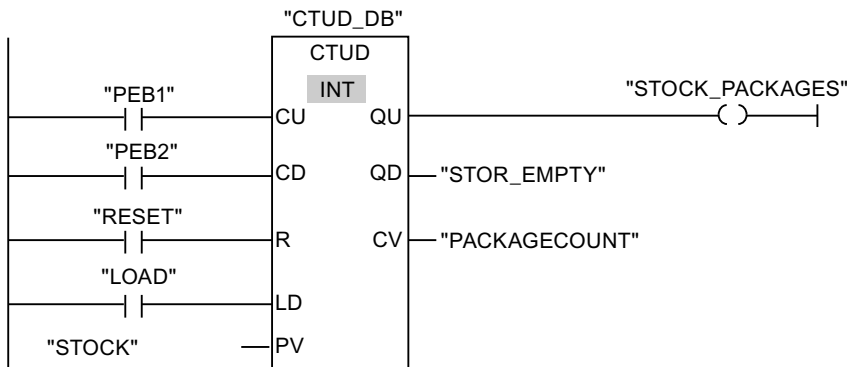 "CTUD_DB"
CTUD
INT
"PEB1"
"STOCK_PACKAGES"
CU
QU
"PEB2"
CD
QD
"STOR_EMPTY"
"RESET"
R
CV
"PACKAGECOUNT"
"LOAD"
LD
"STOCK"
PV